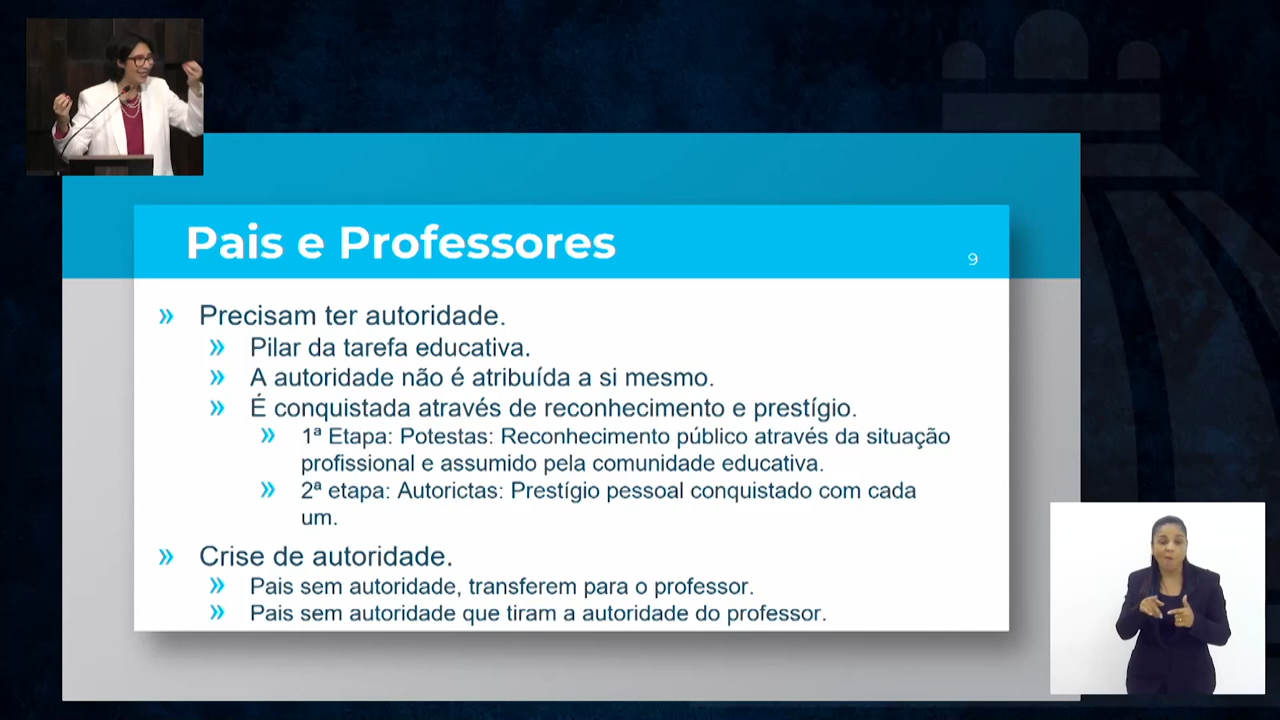 Pais e Professores
9
» Precisam ter autoridade.
» Pilar da tarefa educativa.
» A autoridade não é atribuída a si mesmo.
» É conquistada através de reconhecimento e prestígio.
» 1ª Etapa: Potestas: Reconhecimento público através da situação
profissional e assumido pela comunidade educativa.
» 2ª etapa: Autorictas: Prestígio pessoal conquistado com cada
um.
» Crise de autoridade.
» Pais sem autoridade, transferem para o professor.
» Pais sem autoridade que tiram a autoridade do professor.